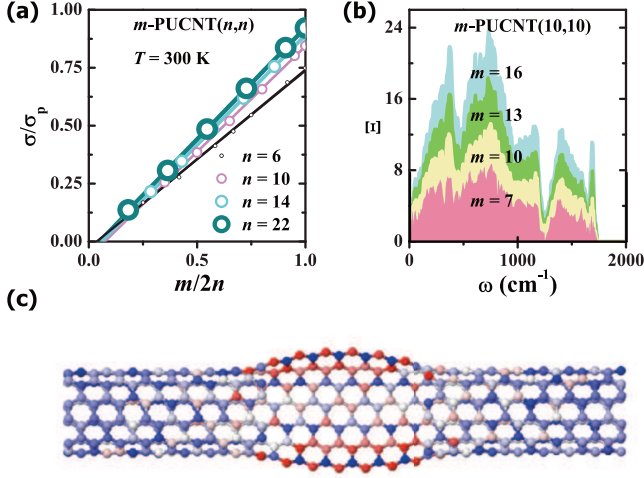 (a)
m-PUCNT(n,n)
T = 300 K
σ/σp
1.00
0.75
0.50
0.25
0.00
n = 6
n = 10
n = 14
n = 22
0.0
0.5
1.0
m/2n
(b)
m-PUCNT(10,10)
Ξ
24
16
8
0
m = 16
m = 13
m = 10
m = 7
0
1000
2000
ω (cm⁻¹)
(c)